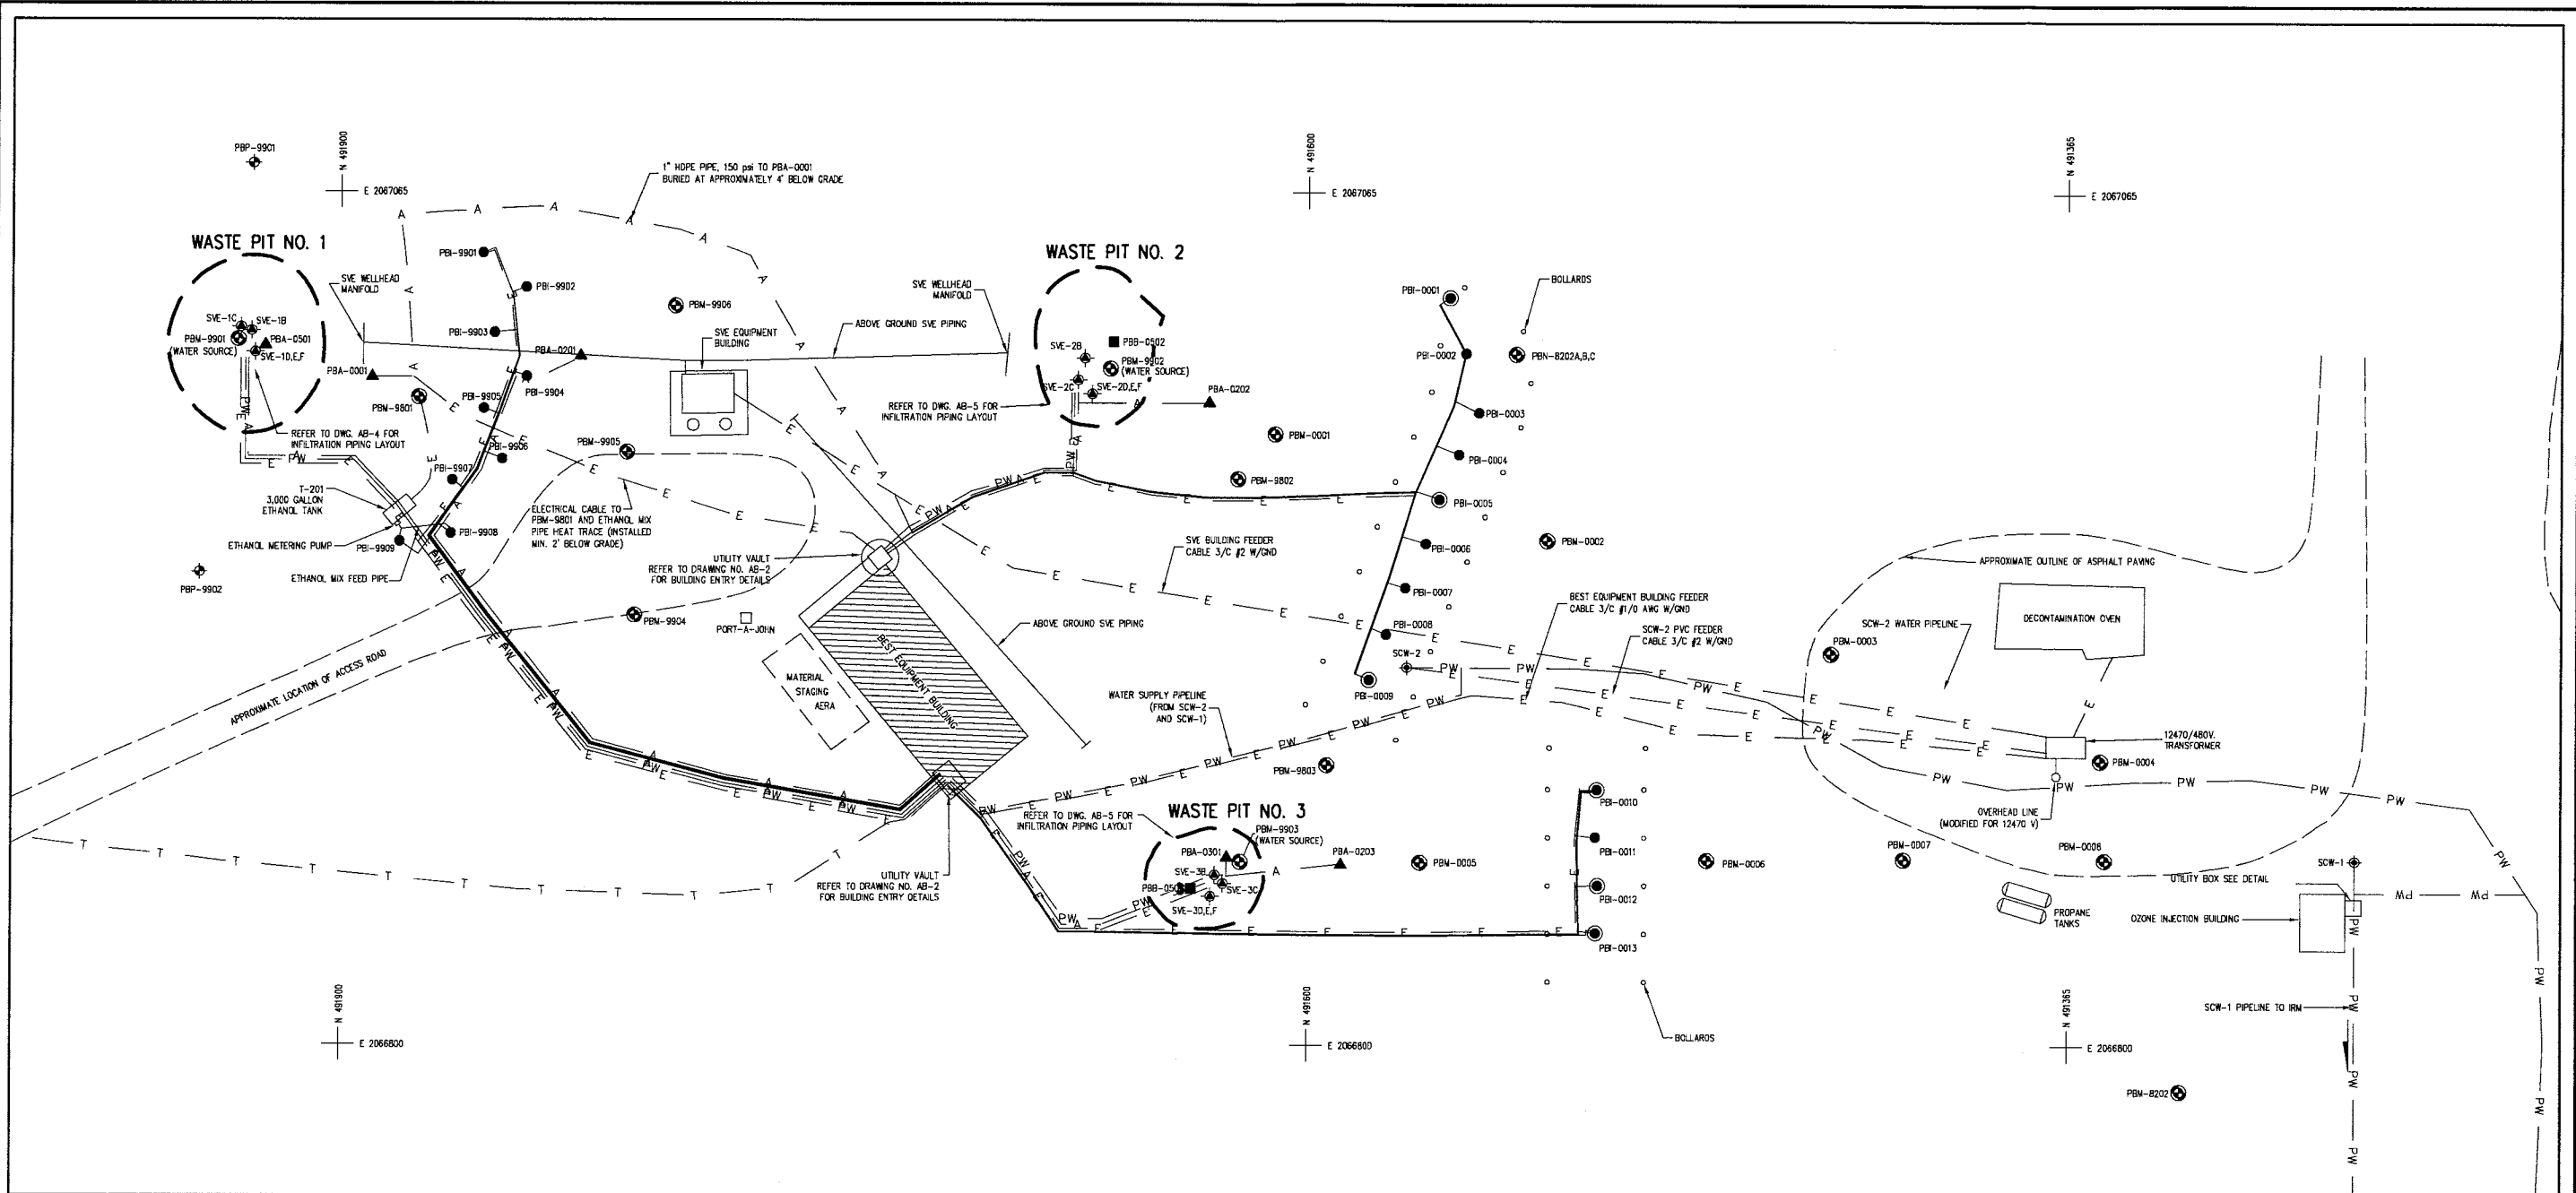 PBP-9901
N 491900
E 2067065
1" HDPE PIPE, 150 psi TO PBA-0001
BURIED AT APPROXIMATELY 4' BELOW GRADE
N 491600
E 2067065
N 491365
E 2067065
WASTE PIT NO. 1
SVE WELLHEAD
MANIFOLD
SVE-1C
SVE-1B
PBM-9901
(WATER SOURCE)
PBA-0501
SVE-1D,E,F
PBA-0001
PBM-9801
REFER TO DWG. AB-4 FOR
INFILTRATION PIPING LAYOUT
PBI-9901
PBI-9902
PBI-9903
PBA-0201
PBI-9904
PBI-9905
PBI-9906
PBI-9907
PBI-9908
PBI-9909
PBM-9906
SVE EQUIPMENT
BUILDING
ABOVE GROUND SVE PIPING
SVE WELLHEAD
MANIFOLD
WASTE PIT NO. 2
SVE-2B
PBB-0502
PBM-9902
(WATER SOURCE)
SVE-2C
SVE-2D,E,F
PBA-0202
REFER TO DWG. AB-5 FOR
INFILTRATION PIPING LAYOUT
PBM-0001
PBM-9802
PBI-0001
BOLLARDS
PBI-0002
PBN-8202A,B,C
PBI-0003
PBI-0004
PBI-0005
PBI-0006
PBI-0007
PBI-0008
PBI-0009
PBM-0002
SCW-2
T-201
3,000 GALLON
ETHANOL TANK
ETHANOL METERING PUMP
ETHANOL MIX FEED PIPE
PBP-9902
PBM-9905
ELECTRICAL CABLE TO
PBM-9801 AND ETHANOL MIX
PIPE HEAT TRACE (INSTALLED
MIN. 2' BELOW GRADE)
UTILITY VAULT
REFER TO DRAWING NO. AB-2
FOR BUILDING ENTRY DETAILS
PBM-9904
PORT-A-JOHN
MATERIAL
STAGING
AERA
BEST EQUIPMENT BUILDING
ABOVE GROUND SVE PIPING
SVE BUILDING FEEDER
CABLE 3/C #2 W/GND
BEST EQUIPMENT BUILDING FEEDER
CABLE 3/C #1/0 AWG W/GND
SCW-2 PVC FEEDER
CABLE 3/C #2 W/GND
WATER SUPPLY PIPELINE
(FROM SCW-2
AND SCW-1)
APPROXIMATE LOCATION OF ACCESS ROAD
APPROXIMATE OUTLINE OF ASPHALT PAVING
DECONTAMINATION OVEN
SCW-2 WATER PIPELINE
PBM-0003
12470/480V.
TRANSFORMER
PBM-0004
OVERHEAD LINE
(MODIFIED FOR 12470 V)
PBM-9803
WASTE PIT NO. 3
REFER TO DWG. AB-5 FOR
INFILTRATION PIPING LAYOUT
PBM-9903
(WATER SOURCE)
PBA-0301
PBA-0203
SVE-3B
SVE-3C
SVE-3D,E,F
PBM-0005
PBI-0010
PBI-0011
PBI-0012
PBI-0013
PBM-0006
PBM-0007
PBM-0008
SCW-1
UTILITY BOX SEE DETAIL
PROPANE
TANKS
OZONE INJECTION BUILDING
SCW-1 PIPELINE TO IRM
UTILITY VAULT
REFER TO DRAWING NO. AB-2
FOR BUILDING ENTRY DETAILS
N 491900
E 2066800
N 491600
E 2066800
BOLLARDS
N 491365
E 2066800
PBM-8202